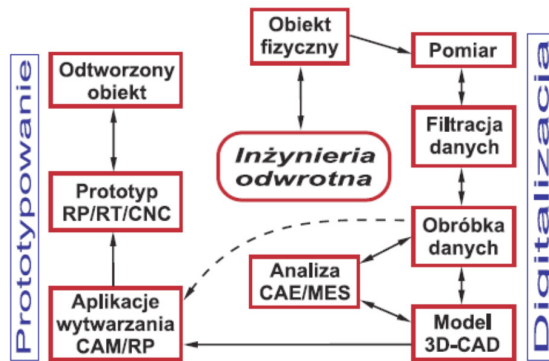 Prototypowanie
Odtworzony
obiekt
Prototyp
RP/RT/CNC
Aplikacje
wytwarzania
CAM/RP
Obiekt
fizyczny
Inżynieria
odwrotna
Analiza
CAE/MES
Pomiar
Filtracja
danych
Obróbka
danych
Model
3D-CAD
Digitalizacja